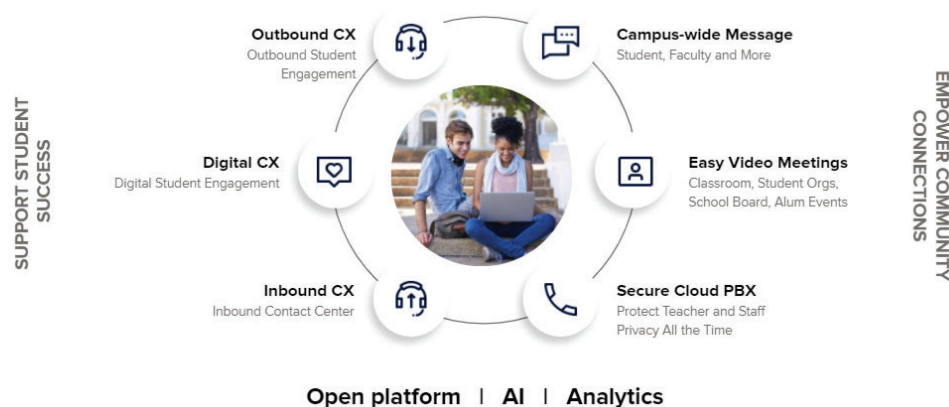 SUPPORT STUDENT
SUCCESS
Outbound CX
Outbound Student
Engagement
Digital CX
Digital Student Engagement
Inbound CX
Inbound Contact Center
Campus-wide Message
Student, Faculty and More
Easy Video Meetings
Classroom, Student Orgs,
School Board, Alum Events
Secure Cloud PBX
Protect Teacher and Staff
Privacy All the Time
EMPOWER COMMUNITY
CONNECTIONS
Open platform | AI | Analytics